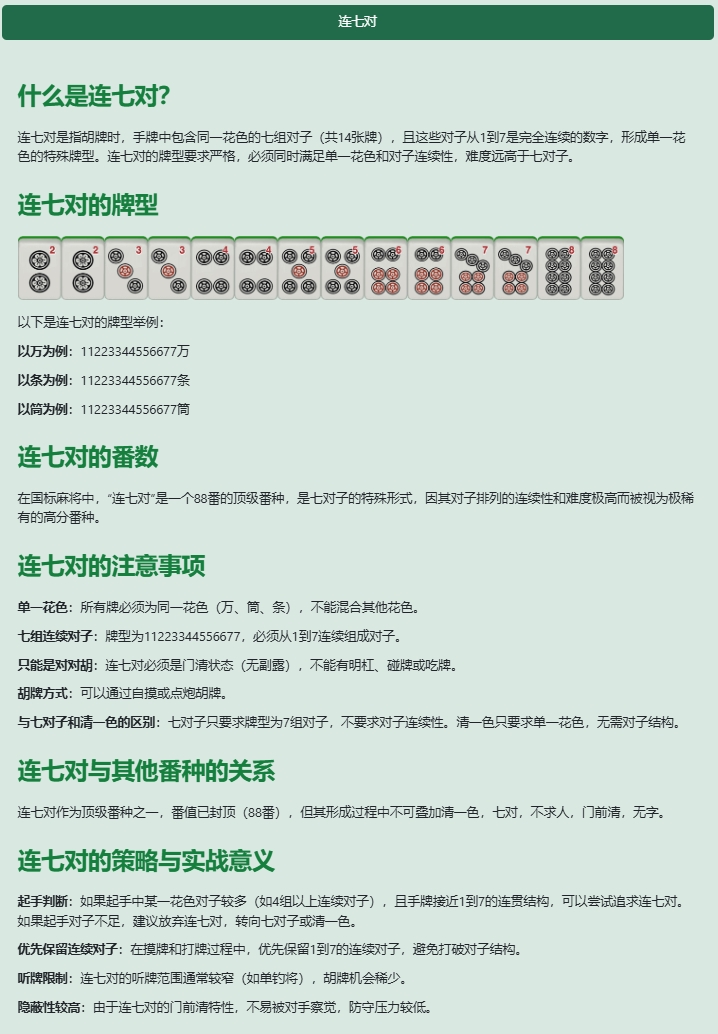 连七对
什么是连七对？
连七对是指胡牌时，手牌中包含同一花色的七组对子（共14张牌），且这些对子从1到7是完全连续的数字，形成单一花
色的特殊牌型。连七对的牌型要求严格，必须同时满足单一花色和对子连续性，难度远高于七对子。
连七对的牌型
2 2 3 3 4 4 5 5 6 6 7 7 8 8
以下是连七对的牌型举例：
以万为例：11223344556677万
以条为例：11223344556677条
以筒为例：11223344556677筒
连七对的番数
在国标麻将中，“连七对”是一个88番的顶级番种，是七对子的特殊形式，因其对子排列的连续性和难度极高而被视为极稀
有的高分番种。
连七对的注意事项
单一花色：所有牌必须为同一花色（万、筒、条），不能混合其他花色。
七组连续对子：牌型为11223344556677，必须从1到7连续组成对子。
只能是对对胡：连七对必须是门清状态（无副露），不能有明杠、碰牌或吃牌。
胡牌方式：可以通过自摸或点炮胡牌。
与七对子和清一色的区别：七对子只要求牌型为7组对子，不要求对子连续性。清一色只要求单一花色，无需对子结构。
连七对与其他番种的关系
连七对作为顶级番种之一，番值已封顶（88番），但其形成过程中不可叠加清一色，七对，不求人，门前清，无字。
连七对的策略与实战意义
起手判断：如果起手中某一花色对子较多（如4组以上连续对子），且手牌接近1到7的连贯结构，可以尝试追求连七对。
如果起手对子不足，建议放弃连七对，转向七对子或清一色。
优先保留连续对子：在摸牌和打牌过程中，优先保留1到7的连续对子，避免打破对子结构。
听牌限制：连七对的听牌范围通常较窄（如单钓将），胡牌机会稀少。
隐蔽性较高：由于连七对的门前清特性，不易被对手察觉，防守压力较低。